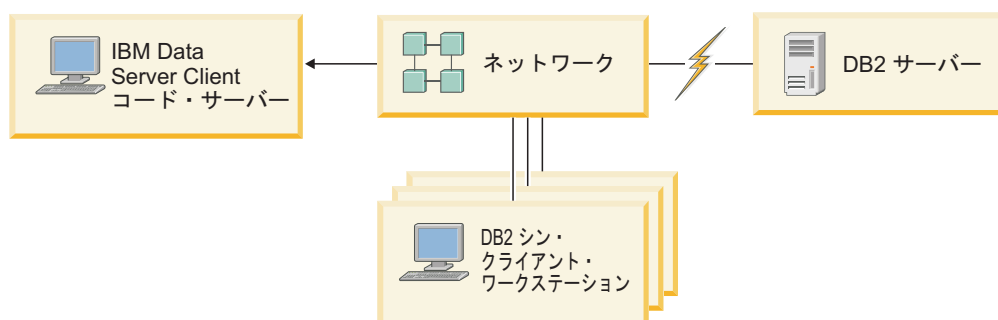 IBM Data
Server Client
コード・サーバー
ネットワーク
DB2 サーバー
DB2 シン・
クライアント・
ワークステーション